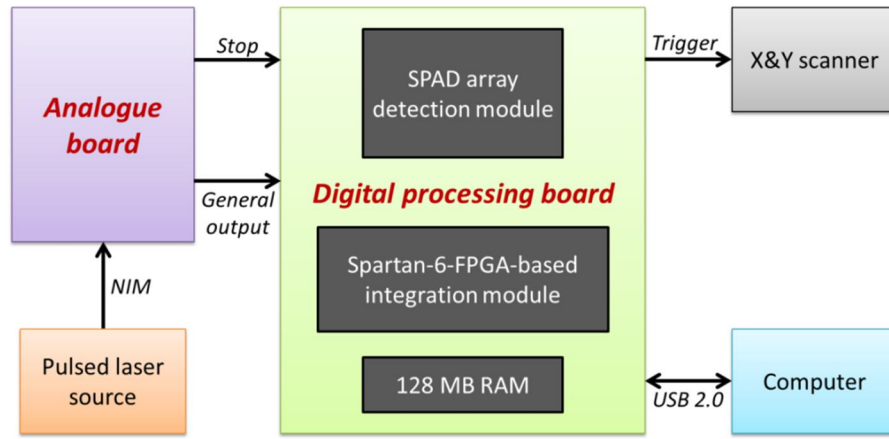 Analogue
board
Stop
General
output
NIM
Pulsed laser
source
SPAD array
detection module
Digital processing board
Spartan-6-FPGA-based
integration module
128 MB RAM
Trigger
X&Y scanner
USB 2.0
Computer